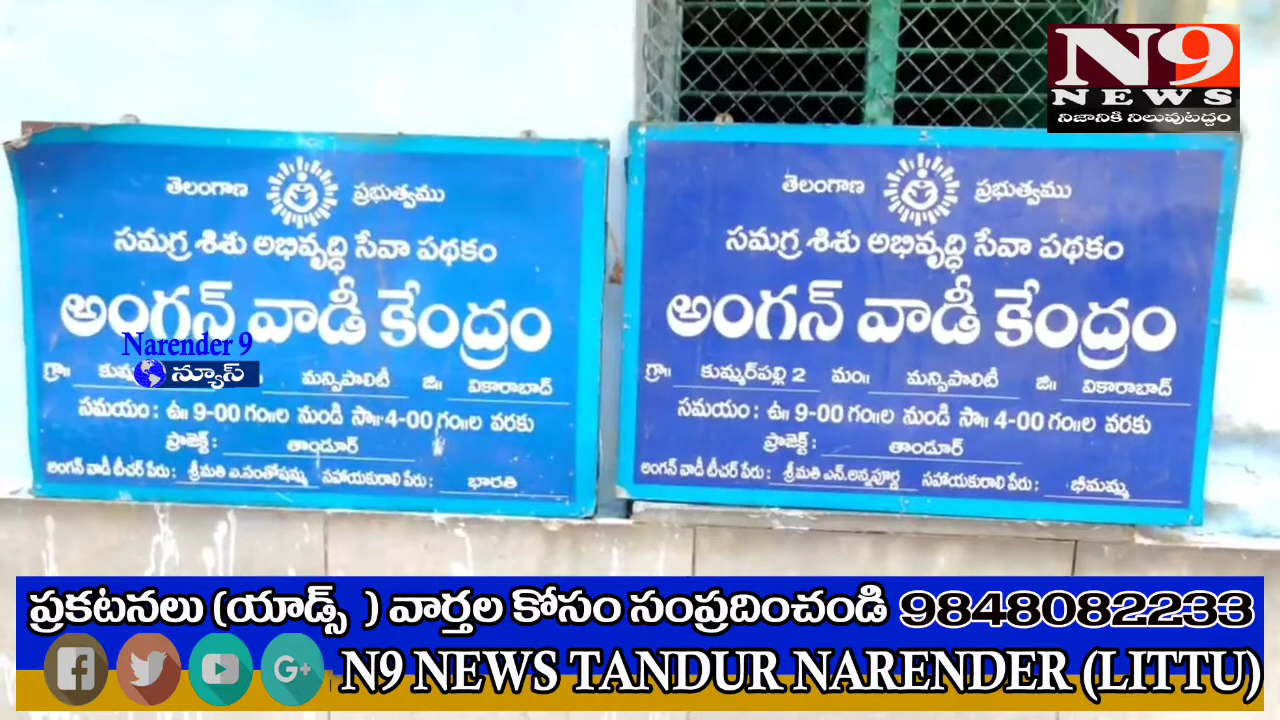 N9
NEWS
నిజానికి నిలువుటద్దం
తెలంగాణ ప్రభుత్వము
సమగ్ర శిశు అభివృద్ధి సేవా పథకం
అంగన్ వాడీ కేంద్రం
గ్రా॥ మున్సిపాలిటీ జి॥ వికారాబాద్
సమయం: ఉ॥ 9-00 గం॥ల నుండి సా॥ 4-00 గం॥ల వరకు
ప్రాజెక్ట్: తాండూర్
అంగన్ వాడీ టీచర్ పేరు: శ్రీమతి ఎ.సంతోషమ్మ సహాయకురాలి పేరు: భారతి
Narender 9
న్యూస్
తెలంగాణ ప్రభుత్వము
సమగ్ర శిశు అభివృద్ధి సేవా పథకం
అంగన్ వాడీ కేంద్రం
గ్రా॥ కుమ్మర్‌పల్లి 2 మం॥ మున్సిపాలిటీ జి॥ వికారాబాద్
సమయం: ఉ॥ 9-00 గం॥ల నుండి సా॥ 4-00 గం॥ల వరకు
ప్రాజెక్ట్: తాండూర్
అంగన్ వాడీ టీచర్ పేరు: శ్రీమతి ఎన్.అన్నపూర్ణ సహాయకురాలి పేరు: భీమమ్మ
ప్రకటనలు (యాడ్స్ ) వార్తల కోసం సంప్రదించండి 9848082233
N9 NEWS TANDUR NARENDER (LITTU)